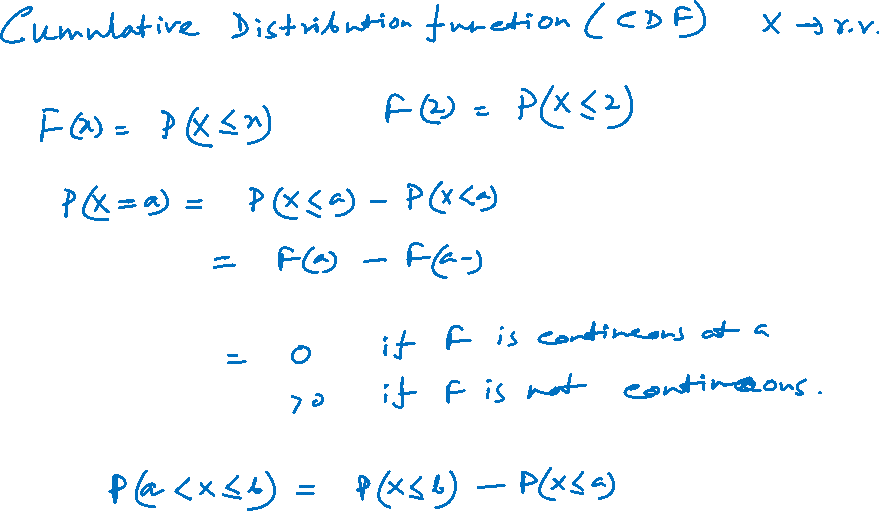 Cumulative Distribution function (CDF) X → r.v.
F(x) = P(X ≤ x) F(2) = P(X ≤ 2)
P(X = a) = P(X ≤ a) – P(X < a)
= F(a) – F(a-)
= 0 if F is continuous at a
> 0 if F is not continuous.
P(a < X ≤ b) = P(X ≤ b) – P(X ≤ a)